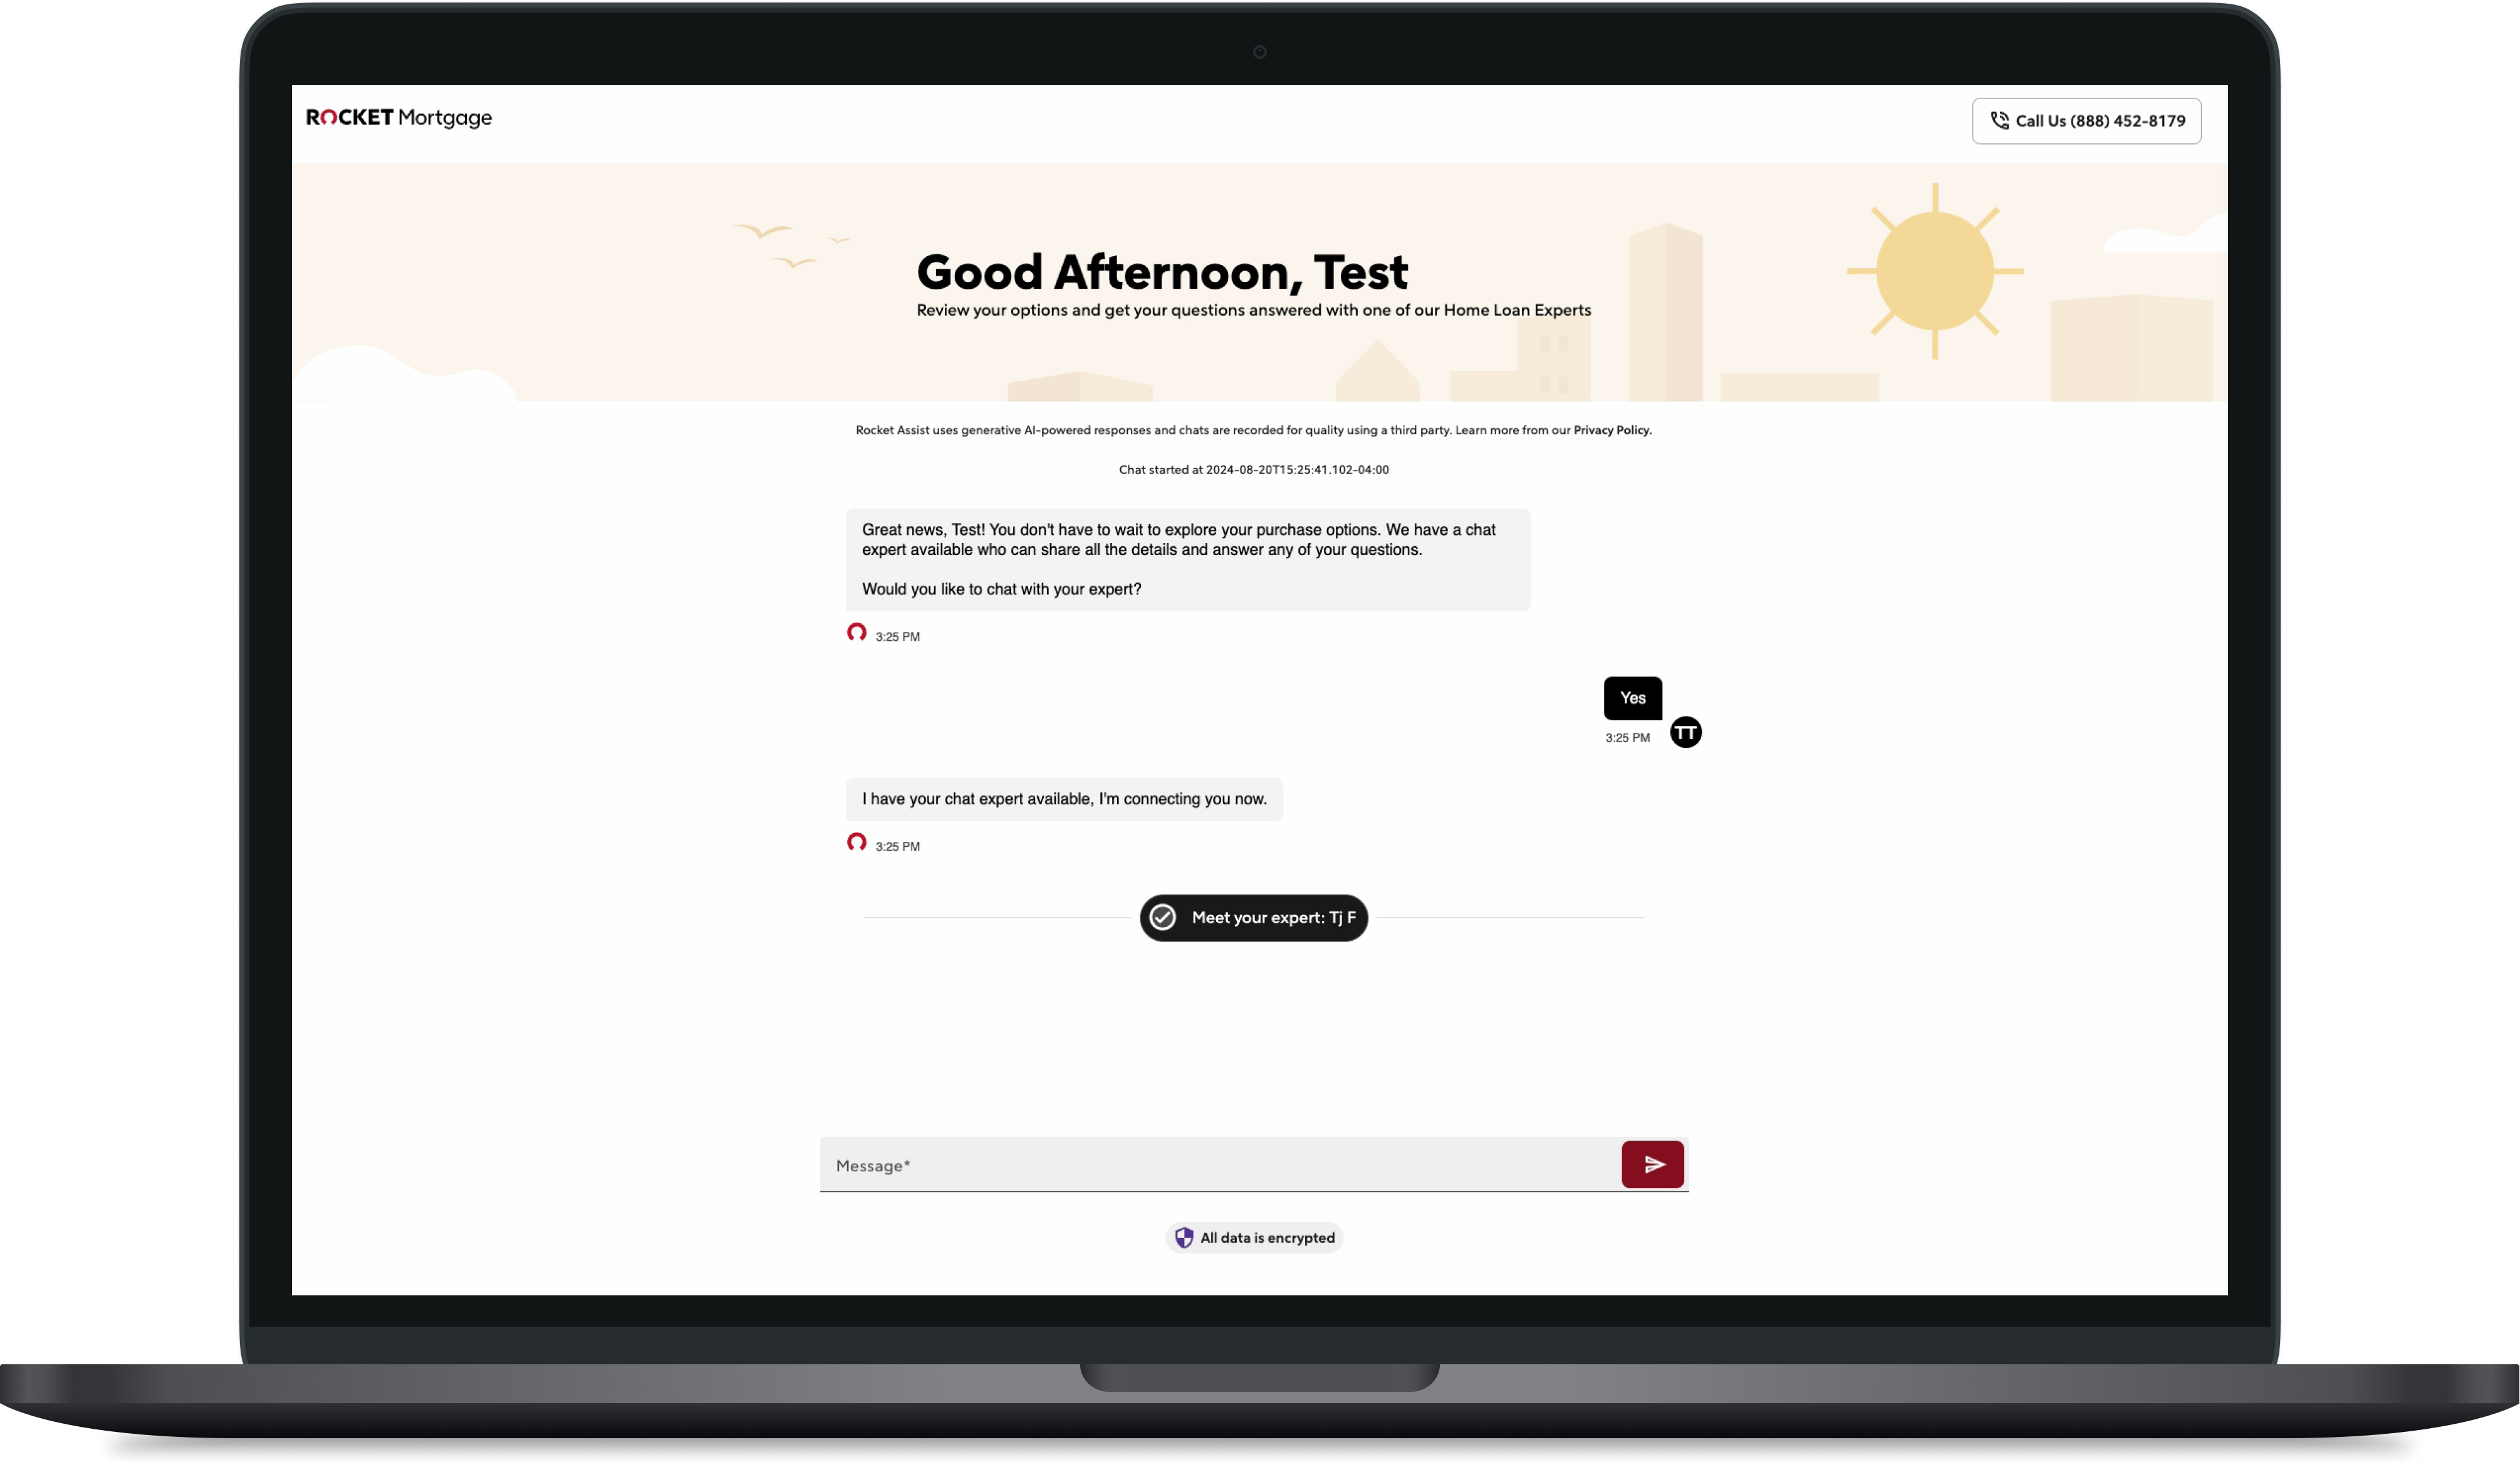 ROCKET Mortgage
Call Us (888) 452-8179
Good Afternoon, Test
Review your options and get your questions answered with one of our Home Loan Experts
Rocket Assist uses generative AI-powered responses and chats are recorded for quality using a third party. Learn more from our Privacy Policy.
Chat started at 2024-08-20T15:25:41.102-04:00
Great news, Test! You don't have to wait to explore your purchase options. We have a chat
expert available who can share all the details and answer any of your questions.
Would you like to chat with your expert?
3:25 PM
Yes
3:25 PM
TT
I have your chat expert available, I'm connecting you now.
3:25 PM
Meet your expert: Tj F
Message*
All data is encrypted